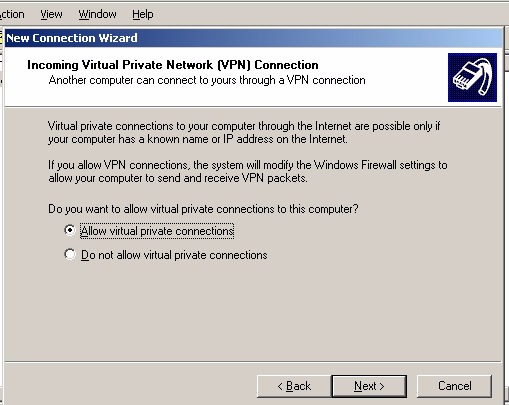 ction View Window Help
New Connection Wizard
Incoming Virtual Private Network (VPN) Connection
Another computer can connect to yours through a VPN connection
Virtual private connections to your computer through the Internet are possible only if
your computer has a known name or IP address on the Internet.
If you allow VPN connections, the system will modify the Windows Firewall settings to
allow your computer to send and receive VPN packets.
Do you want to allow virtual private connections to this computer?
Allow virtual private connections
Do not allow virtual private connections
< Back Next > Cancel